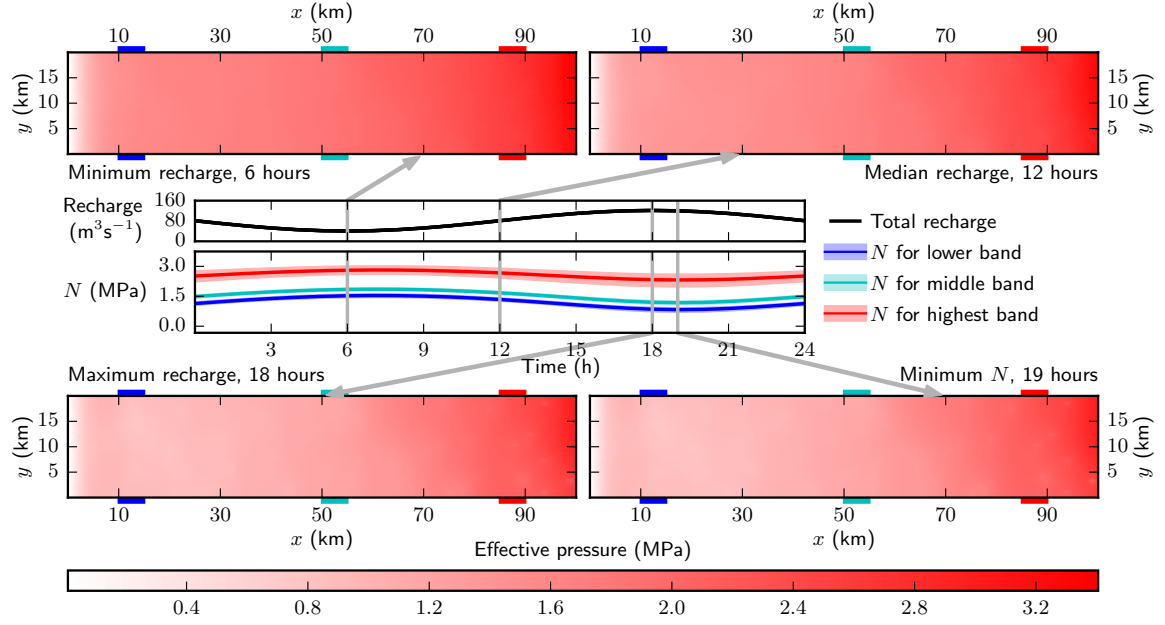 x (km)
x (km)
10 30 50 70 90
10 30 50 70 90
y (km)
15
10
5
15
10
5
y (km)
Minimum recharge, 6 hours
Median recharge, 12 hours
Recharge
(m³s⁻¹)
160
80
0
Total recharge
N for lower band
N for middle band
N for highest band
N (MPa)
3.0
1.5
0.0
3 6 9 12 15 18 21 24
Time (h)
Maximum recharge, 18 hours
Minimum N, 19 hours
y (km)
15
10
5
15
10
5
y (km)
10 30 50 70 90
10 30 50 70 90
x (km)
x (km)
Effective pressure (MPa)
0.4 0.8 1.2 1.6 2.0 2.4 2.8 3.2